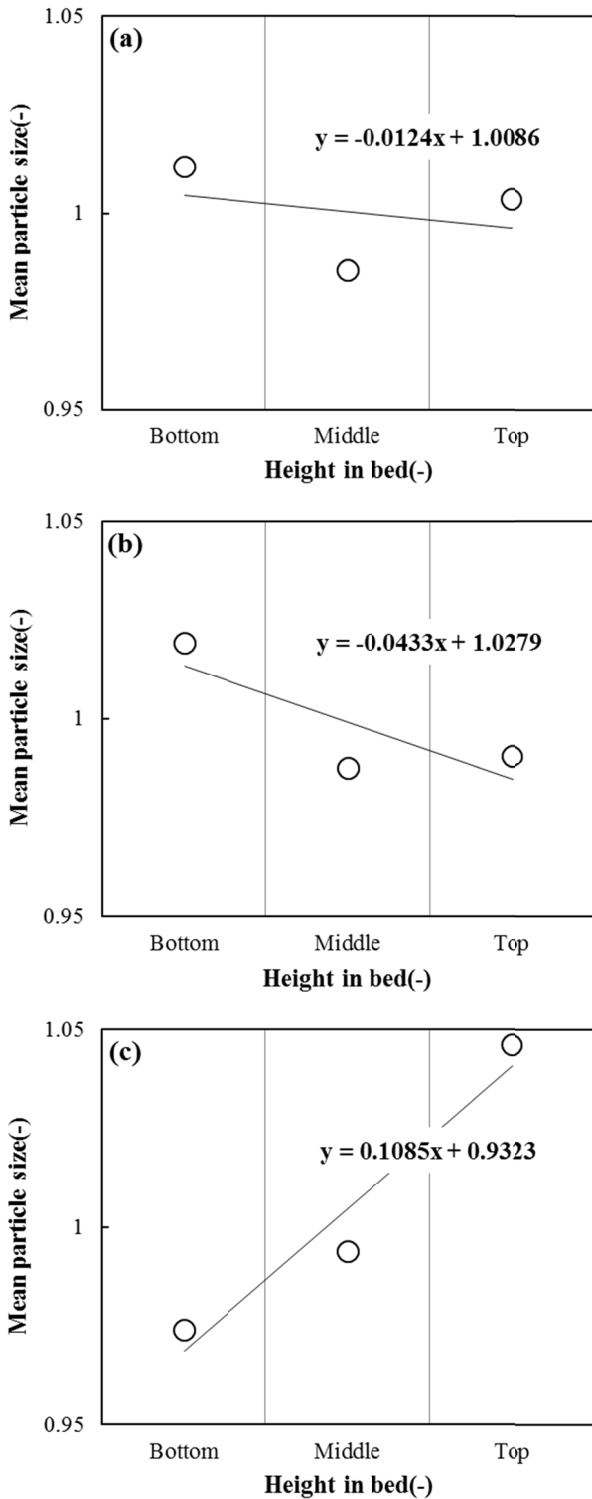 1.05
(a)
y = -0.0124x + 1.0086
Mean particle size(-)
1
0.95
Bottom Middle Top
Height in bed(-)
1.05
(b)
y = -0.0433x + 1.0279
Mean particle size(-)
1
0.95
Bottom Middle Top
Height in bed(-)
1.05
(c)
y = 0.1085x + 0.9323
Mean particle size(-)
1
0.95
Bottom Middle Top
Height in bed(-)